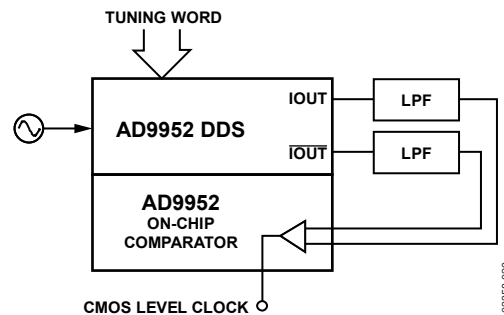 TUNING WORD
IOUT
LPF
AD9952 DDS
IOUT
LPF
AD9952
ON-CHIP
COMPARATOR
CMOS LEVEL CLOCK